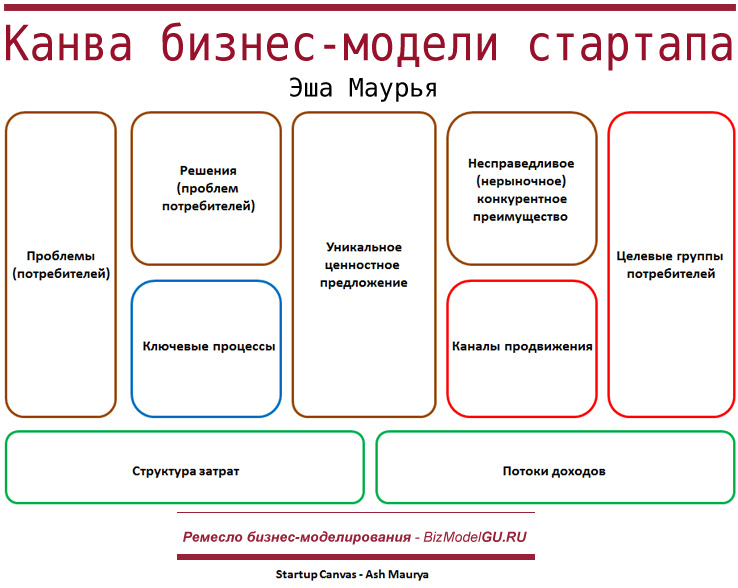 Канва бизнес-модели стартапа
Эша Маурья
Проблемы
(потребителей)
Решения
(проблем
потребителей)
Ключевые процессы
Уникальное
ценностное
предложение
Несправедливое
(нерыночное)
конкурентное
преимущество
Каналы продвижения
Целевые группы
потребителей
Структура затрат
Потоки доходов
Ремесло бизнес-моделирования - BizModelGU.RU
Startup Canvas - Ash Maurya